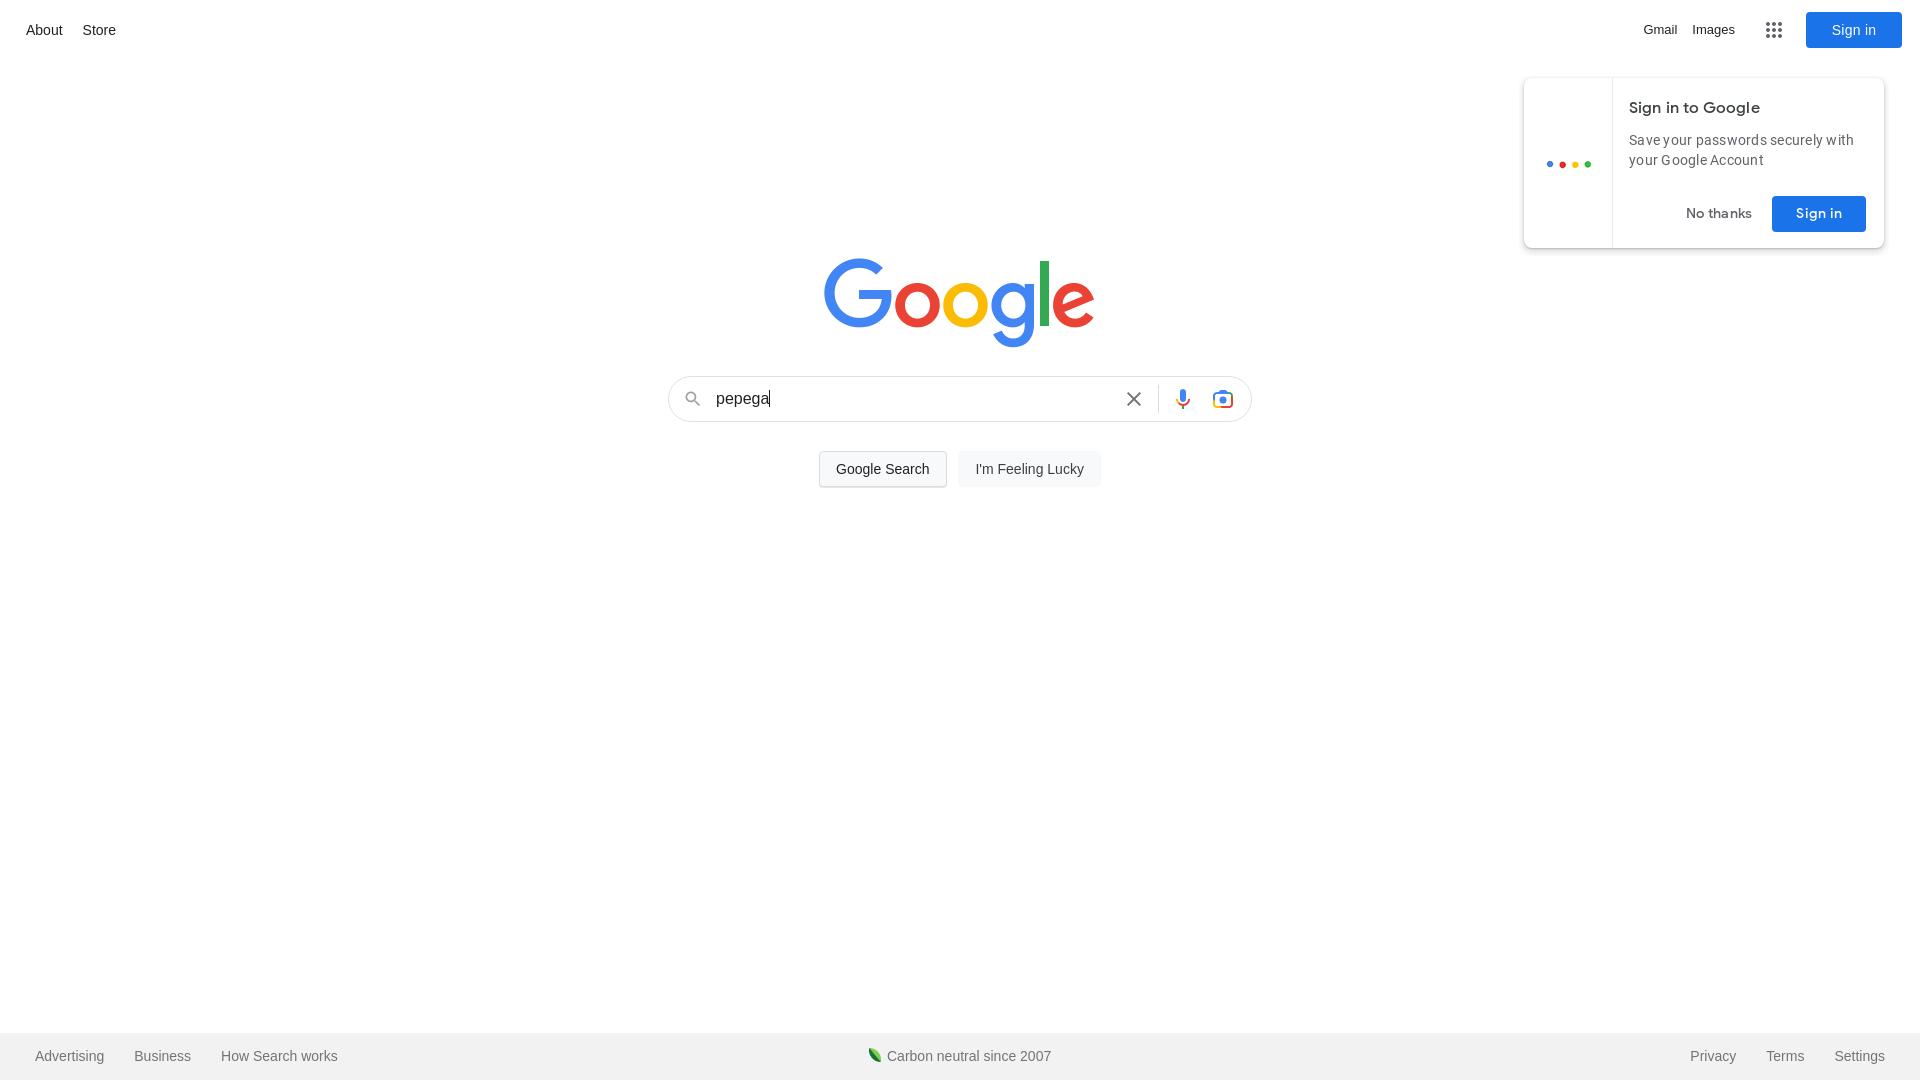 About Store
Gmail Images Sign in
Sign in to Google
Save your passwords securely with
your Google Account
No thanks Sign in
Google
pepega
Google Search I'm Feeling Lucky
Advertising Business How Search works
Carbon neutral since 2007
Privacy Terms Settings